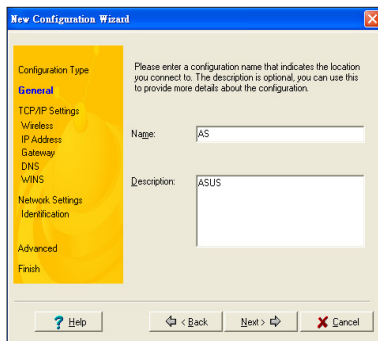 New Configuration Wizard
Configuration Type
General
TCP/IP Settings
Wireless
IP Address
Gateway
DNS
WINS
Network Settings
Identification
Advanced
Finish
Please enter a configuration name that indicates the location
you connect to. The description is optional, you can use this
to provide more details about the configuration.
Name:
AS
Description:
ASUS
? Help
< Back
Next >
Cancel